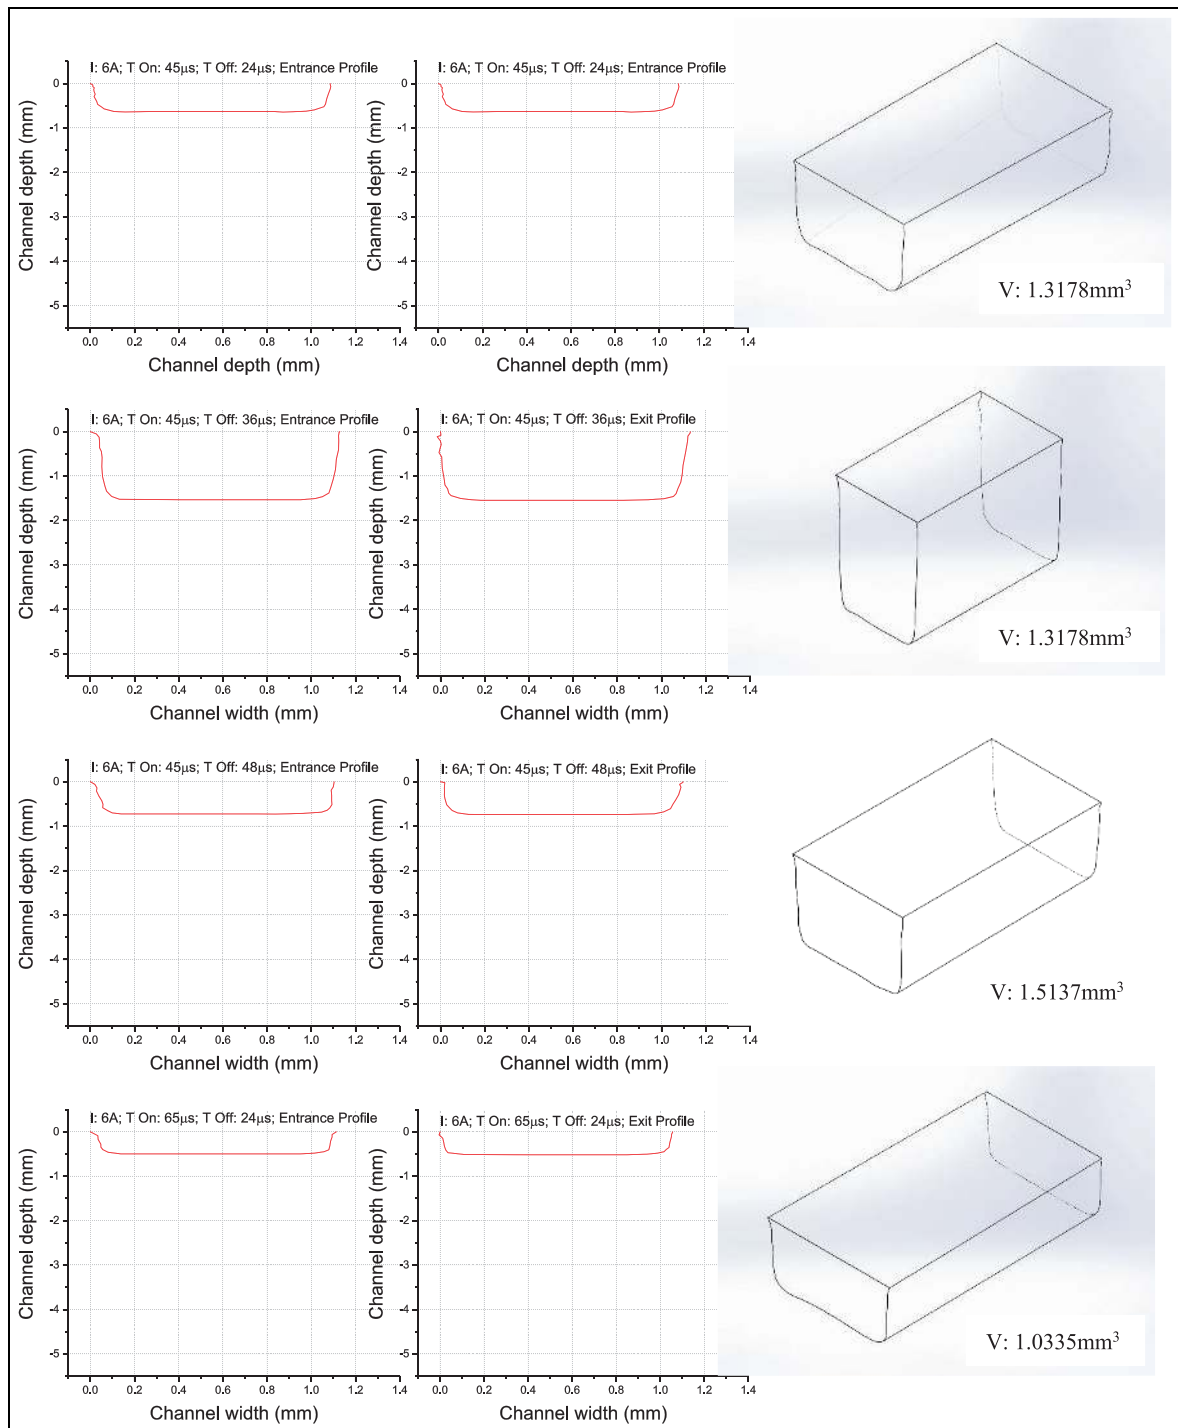 I: 6A; T On: 45μs; T Off: 24μs; Entrance Profile
0
-1
-2
-3
-4
-5
Channel depth (mm)
0.0 0.2 0.4 0.6 0.8 1.0 1.2 1.4
Channel depth (mm)
I: 6A; T On: 45μs; T Off: 24μs; Entrance Profile
0
-1
-2
-3
-4
-5
Channel depth (mm)
0.0 0.2 0.4 0.6 0.8 1.0 1.2 1.4
Channel depth (mm)
V: 1.3178mm³
I: 6A; T On: 45μs; T Off: 36μs; Entrance Profile
0
-1
-2
-3
-4
-5
Channel depth (mm)
0.0 0.2 0.4 0.6 0.8 1.0 1.2 1.4
Channel width (mm)
I: 6A; T On: 45μs; T Off: 36μs; Exit Profile
0
-1
-2
-3
-4
-5
Channel depth (mm)
0.0 0.2 0.4 0.6 0.8 1.0 1.2 1.4
Channel width (mm)
V: 1.3178mm³
I: 6A; T On: 45μs; T Off: 48μs; Entrance Profile
0
-1
-2
-3
-4
-5
Channel depth (mm)
0.0 0.2 0.4 0.6 0.8 1.0 1.2 1.4
Channel width (mm)
I: 6A; T On: 45μs; T Off: 48μs; Exit Profile
0
-1
-2
-3
-4
-5
Channel depth (mm)
0.0 0.2 0.4 0.6 0.8 1.0 1.2 1.4
Channel width (mm)
V: 1.5137mm³
I: 6A; T On: 65μs; T Off: 24μs; Entrance Profile
0
-1
-2
-3
-4
-5
Channel depth (mm)
0.0 0.2 0.4 0.6 0.8 1.0 1.2 1.4
Channel width (mm)
I: 6A; T On: 65μs; T Off: 24μs; Exit Profile
0
-1
-2
-3
-4
-5
Channel depth (mm)
0.0 0.2 0.4 0.6 0.8 1.0 1.2 1.4
Channel width (mm)
V: 1.0335mm³